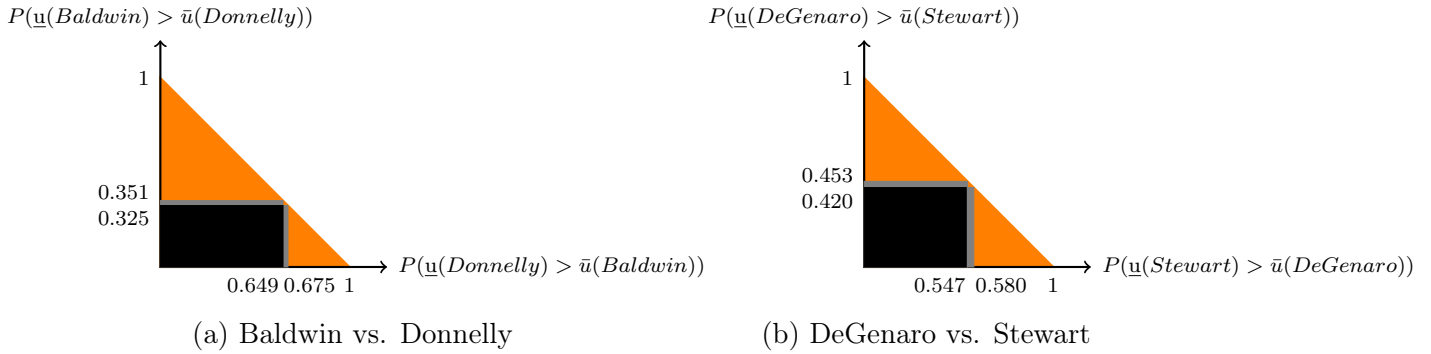 P(u̲(Baldwin) > ū(Donnelly))
1
0.351
0.325
0.649 0.675 1
P(u̲(Donnelly) > ū(Baldwin))
(a) Baldwin vs. Donnelly
P(u̲(DeGenaro) > ū(Stewart))
1
0.453
0.420
0.547 0.580 1
P(u̲(Stewart) > ū(DeGenaro))
(b) DeGenaro vs. Stewart